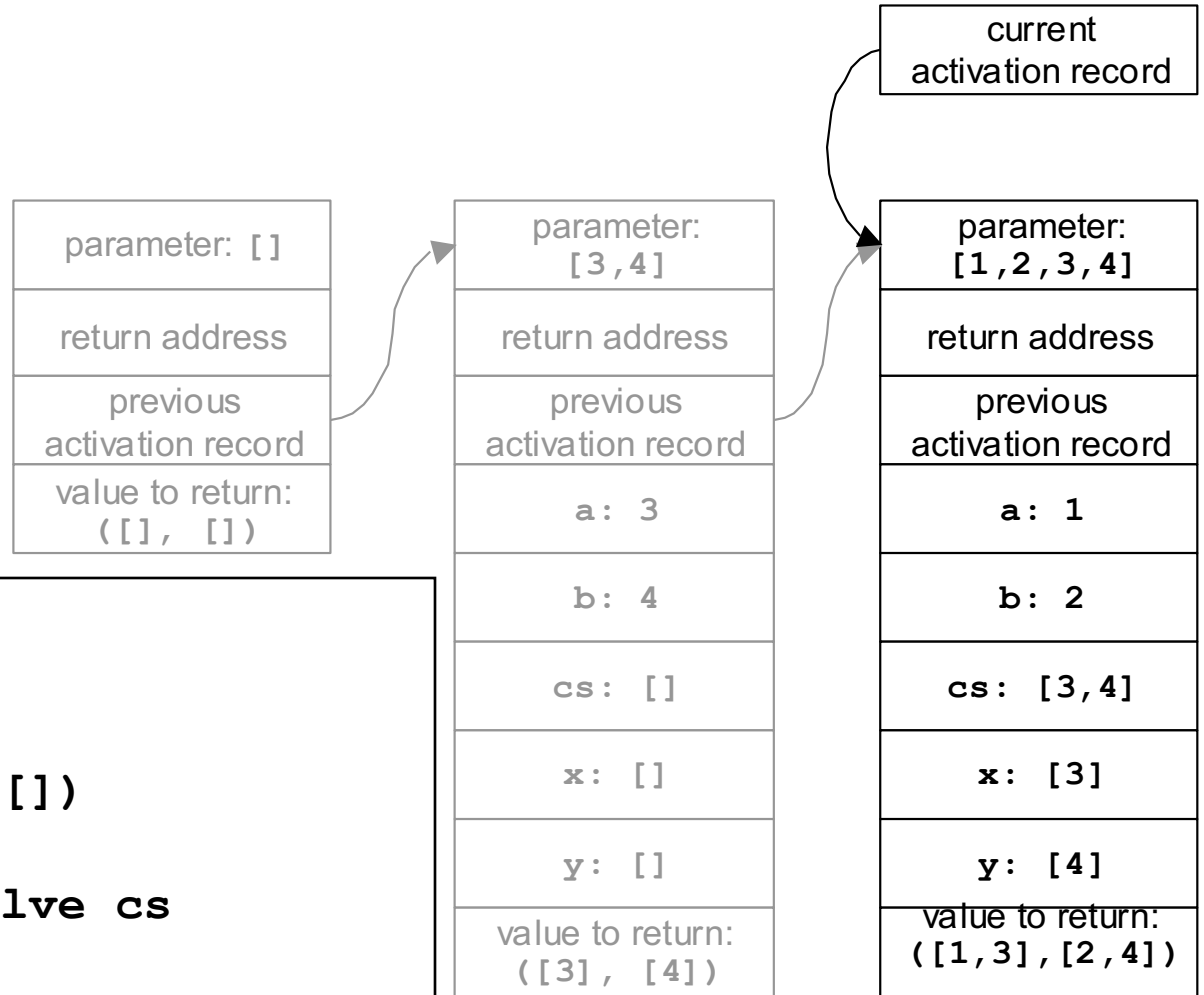 current
activation record
parameter: []
return address
previous
activation record
value to return:
([], [])
parameter:
[3,4]
return address
previous
activation record
a: 3
b: 4
cs: []
x: []
y: []
value to return:
([3], [4])
parameter:
[1,2,3,4]
return address
previous
activation record
a: 1
b: 2
cs: [3,4]
x: [3]
y: [4]
value to return:
([1,3],[2,4])
[])
lve cs